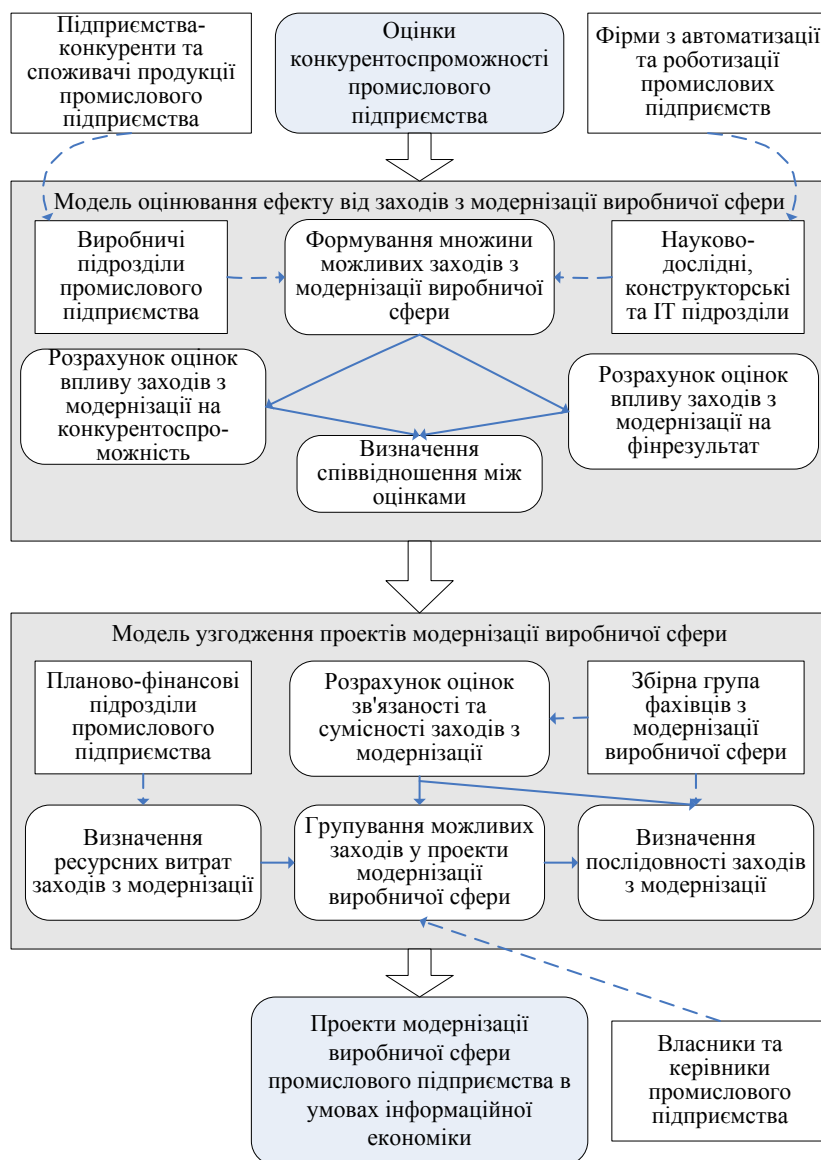 Підприємства-
конкуренти та
споживачі продукції
промислового
підприємства
Оцінки
конкурентоспроможності
промислового
підприємства
Фірми з автоматизації
та роботизації
промислових
підприємств
Модель оцінювання ефекту від заходів з модернізації виробничої сфери
Виробничі
підрозділи
промислового
підприємства
Формування множини
можливих заходів з
модернізації виробничої
сфери
Науково-
дослідні,
конструкторські
та ІТ підрозділи
Розрахунок оцінок
впливу заходів з
модернізації на
конкурентоспро-
можність
Визначення
співвідношення між
оцінками
Розрахунок оцінок
впливу заходів з
модернізації на
фінрезультат
Модель узгодження проектів модернізації виробничої сфери
Планово-фінансові
підрозділи
промислового
підприємства
Розрахунок оцінок
зв'язаності та
сумісності заходів з
модернізації
Збірна група
фахівців з
модернізації
виробничої сфери
Визначення
ресурсних витрат
заходів з модернізації
Групування можливих
заходів у проекти
модернізації
виробничої сфери
Визначення
послідовності заходів
з модернізації
Проекти модернізації
виробничої сфери
промислового підприємства в
умовах інформаційної
економіки
Власники та
керівники
промислового
підприємства